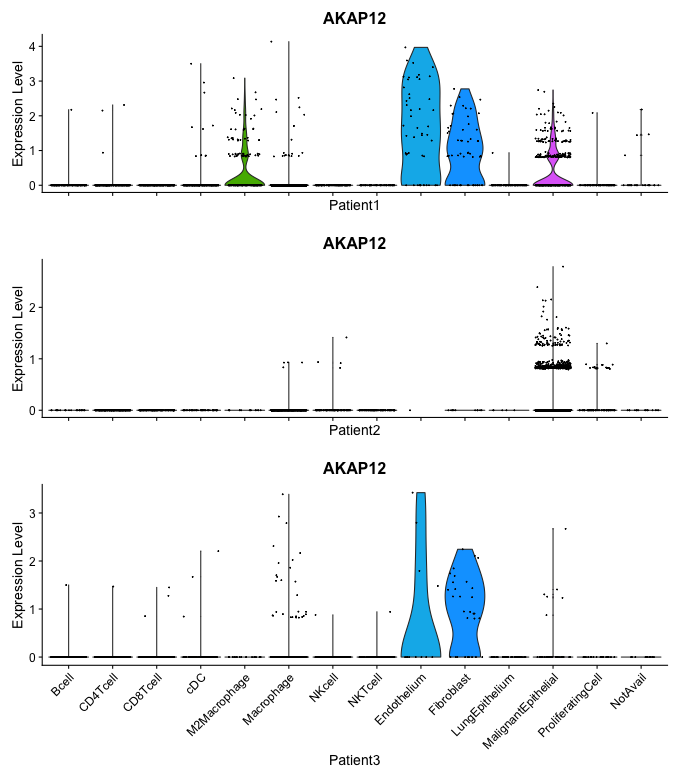 AKAP12
Expression Level
4
3
2
1
0
Patient1
AKAP12
Expression Level
2
1
0
Patient2
AKAP12
Expression Level
3
2
1
0
Bcell
CD4Tcell
CD8Tcell
cDC
M2Macrophage
Macrophage
NKcell
NKTcell
Endothelium
Fibroblast
LungEpithelium
MalignantEpithelial
ProliferatingCell
NotAvail
Patient3